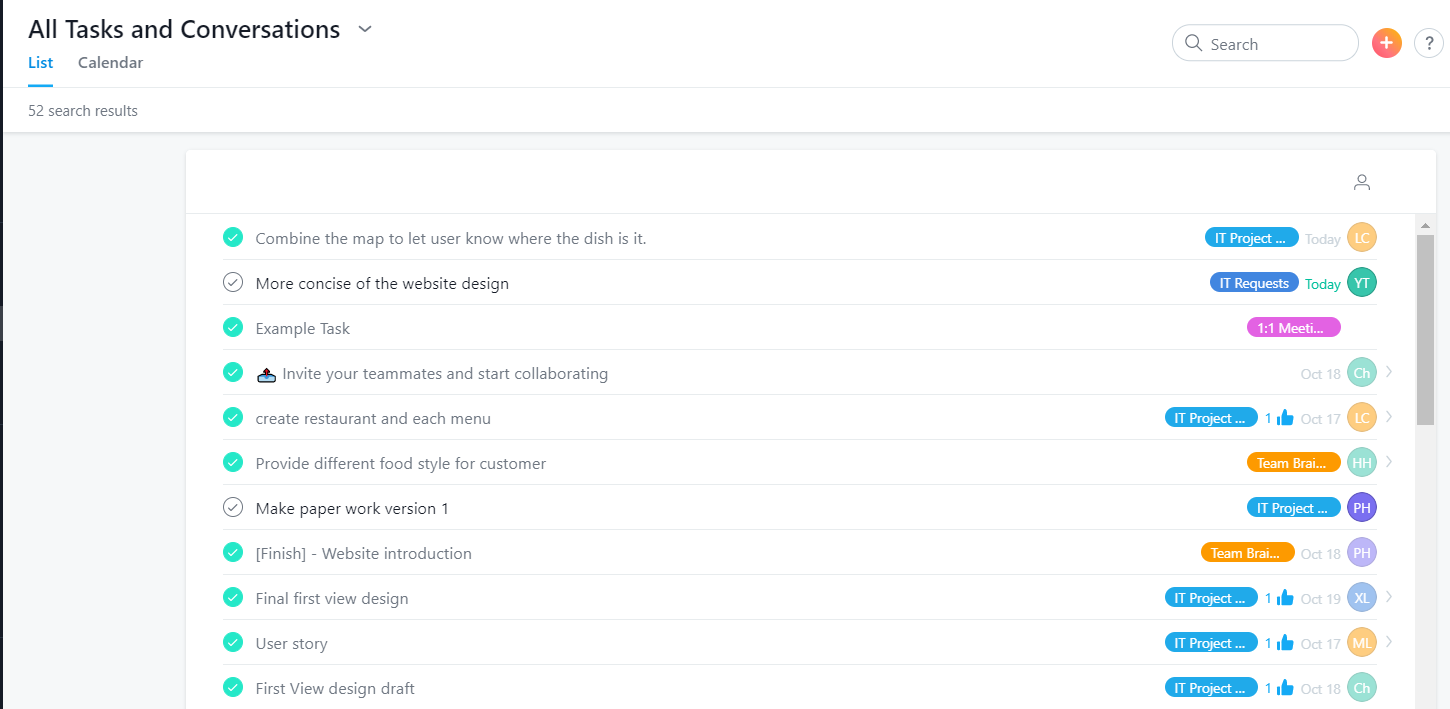 All Tasks and Conversations
List Calendar
Search
+
?
52 search results
Combine the map to let user know where the dish is it. IT Project ... Today LC
More concise of the website design IT Requests Today YT
Example Task 1:1 Meeti...
Invite your teammates and start collaborating Oct 18 Ch
create restaurant and each menu IT Project ... 1 Oct 17 LC
Provide different food style for customer Team Brai... HH
Make paper work version 1 IT Project ... PH
[Finish] - Website introduction Team Brai... Oct 18 PH
Final first view design IT Project ... 1 Oct 19 XL
User story IT Project ... 1 Oct 17 ML
First View design draft IT Project ... 1 Oct 18 Ch